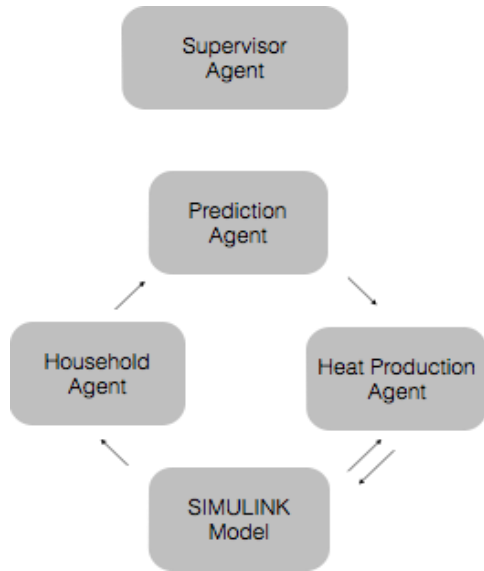 Supervisor
Agent
Prediction
Agent
Household
Agent
Heat Production
Agent
SIMULINK
Model